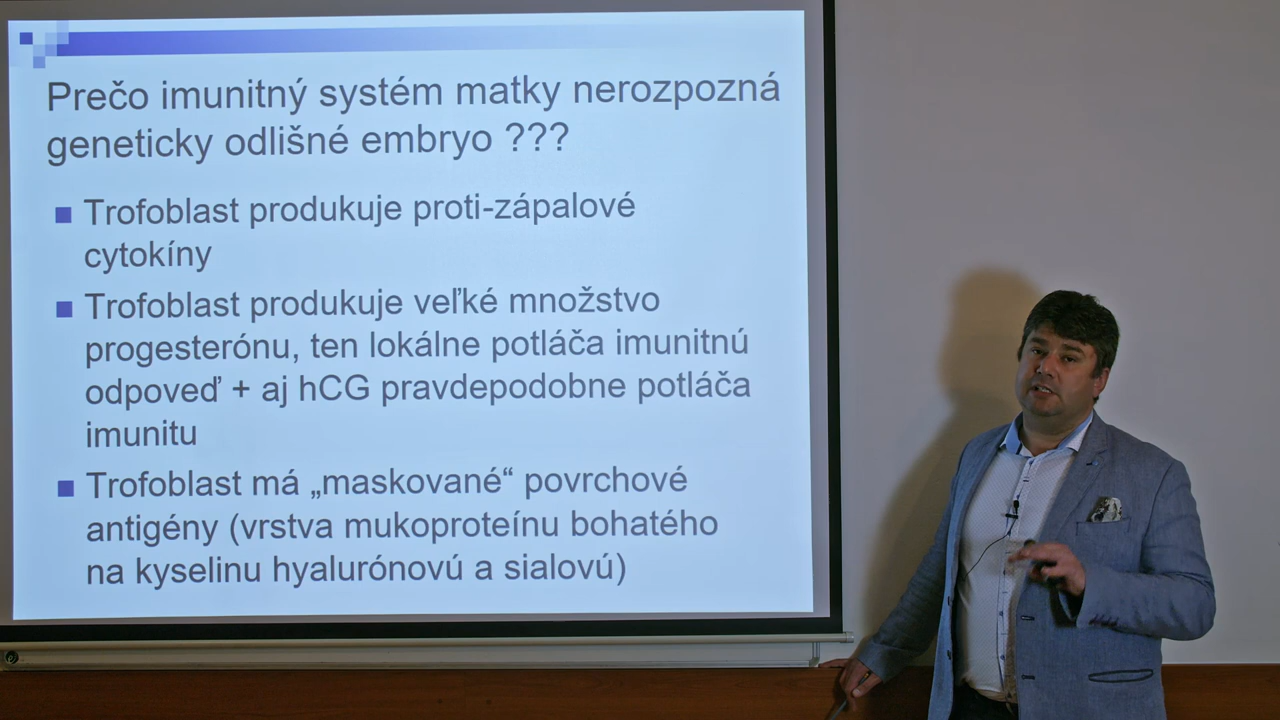 Prečo imunitný systém matky nerozpozná
geneticky odlišné embryo ???
Trofoblast produkuje proti-zápalové
cytokíny
Trofoblast produkuje veľké množstvo
progesterónu, ten lokálne potláča imunitnú
odpoveď + aj hCG pravdepodobne potláča
imunitu
Trofoblast má „maskované“ povrchové
antigény (vrstva mukoproteínu bohatého
na kyselinu hyalurónovú a sialovú)